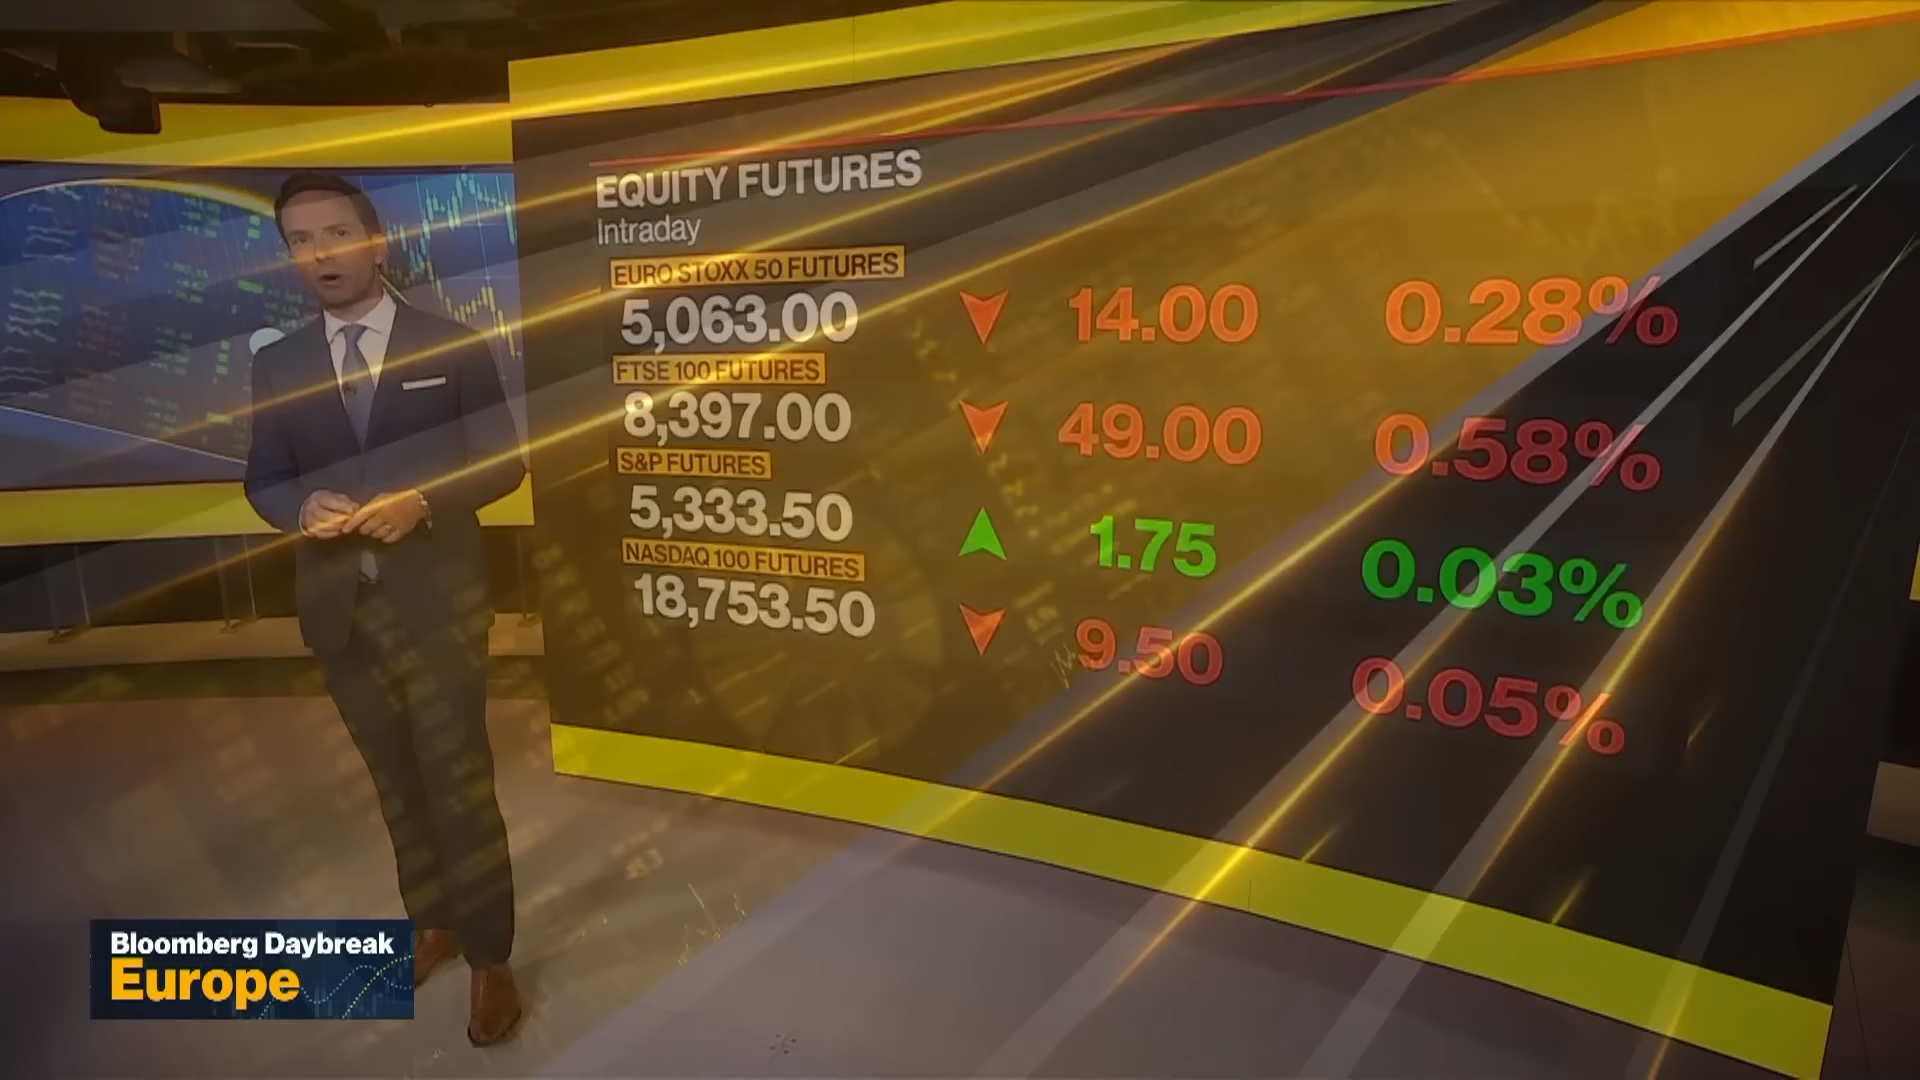 EQUITY FUTURES
Intraday
EURO STOXX 50 FUTURES
5,063.00 ▼ 14.00 0.28%
FTSE 100 FUTURES
8,397.00 ▼ 49.00 0.58%
S&P FUTURES
5,333.50 ▲ 1.75 0.03%
NASDAQ 100 FUTURES
18,753.50 ▼ 9.50 0.05%
Bloomberg Daybreak
Europe